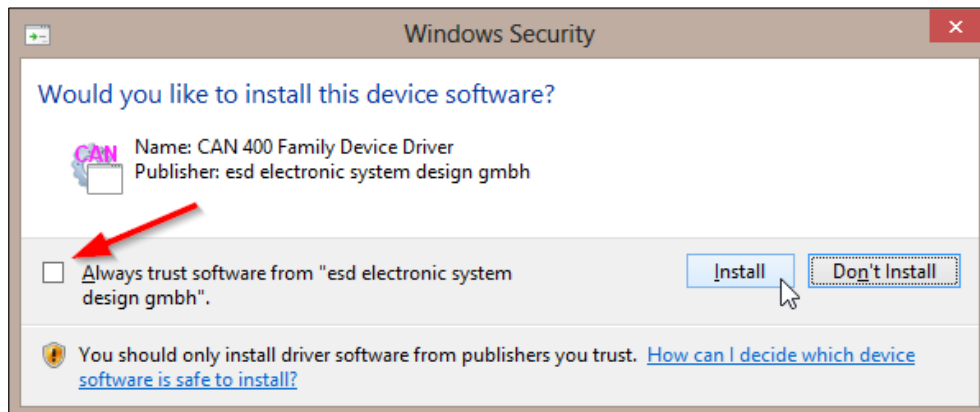 Windows Security
Would you like to install this device software?
CAN
Name: CAN 400 Family Device Driver
Publisher: esd electronic system design gmbh
Always trust software from "esd electronic system
design gmbh".
Install
Don't Install
You should only install driver software from publishers you trust. How can I decide which device
software is safe to install?